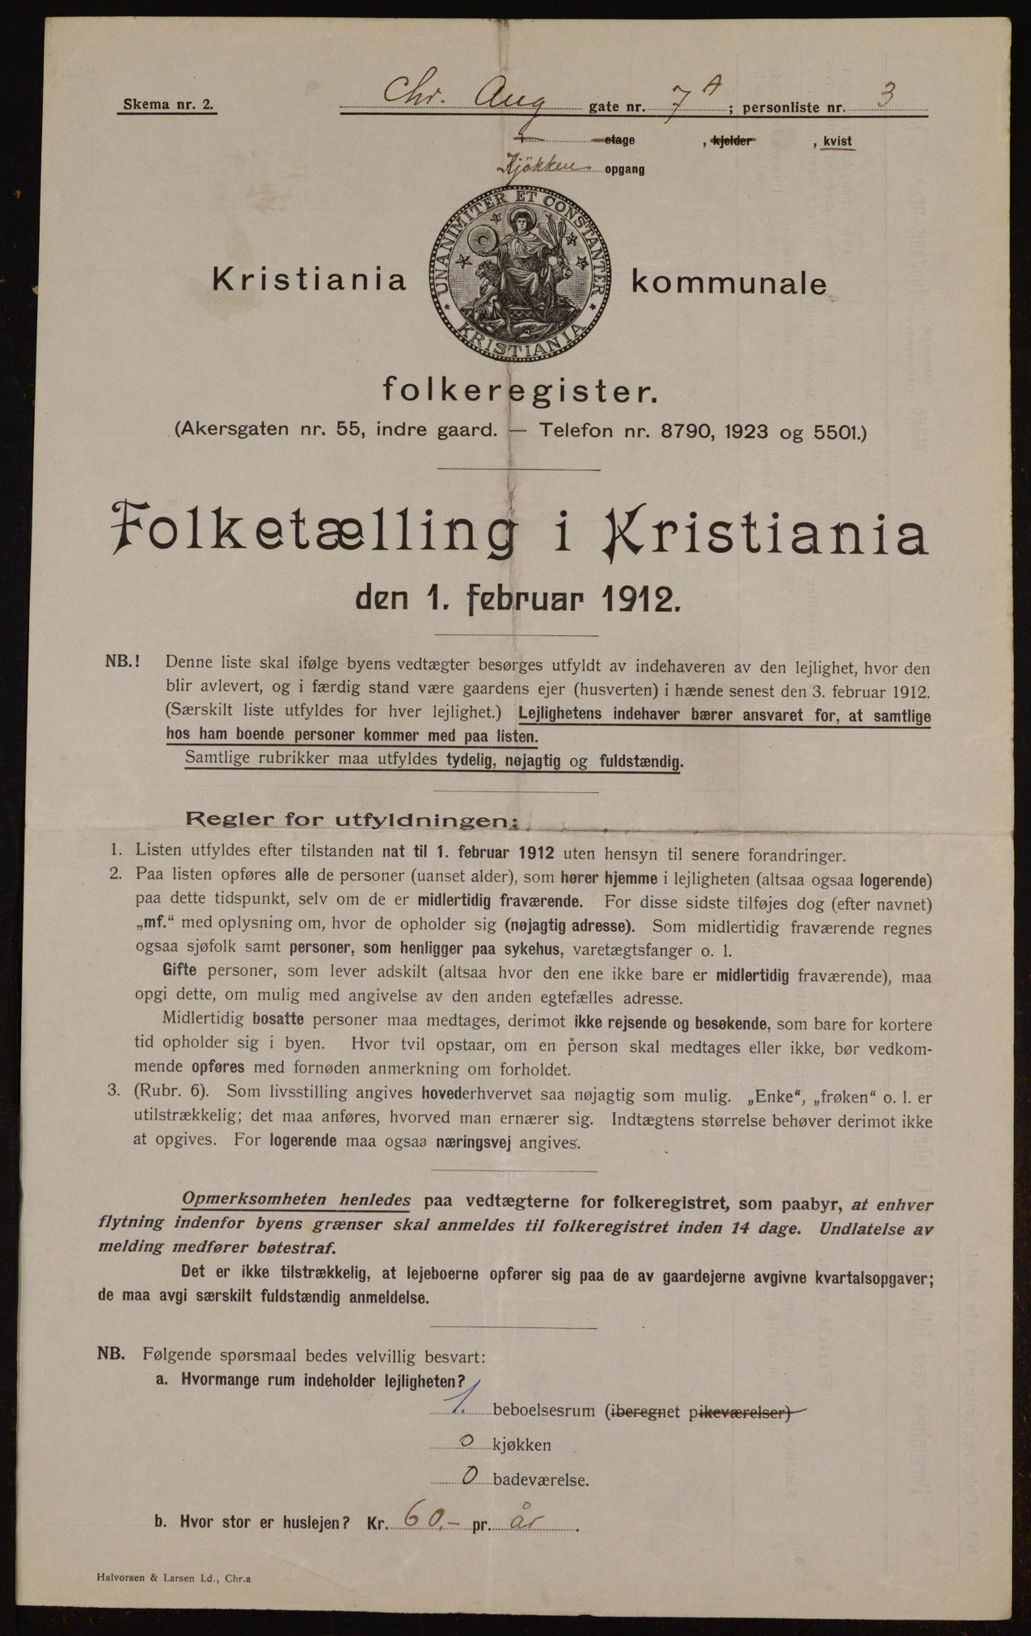 Skema nr. 2.
Chr. Aug gate nr. 7A; personliste nr. 3
etage , kjelder , kvist
Kjøkken opgang
UNANIMITER ET CONSTANTER
KRISTIANIA
Kristiania kommunale
folkeregister.
(Akersgaten nr. 55, indre gaard. — Telefon nr. 8790, 1923 og 5501.)
Folketælling i Kristiania
den 1. februar 1912.
NB.! Denne liste skal ifølge byens vedtægter besørges utfyldt av indehaveren av den lejlighet, hvor den
blir avlevert, og i færdig stand være gaardens ejer (husverten) i hænde senest den 3. februar 1912.
(Særskilt liste utfyldes for hver lejlighet.) Lejlighetens indehaver bærer ansvaret for, at samtlige
hos ham boende personer kommer med paa listen.
Samtlige rubrikker maa utfyldes tydelig, nøjagtig og fuldstændig.
Regler for utfyldningen:
1. Listen utfyldes efter tilstanden nat til 1. februar 1912 uten hensyn til senere forandringer.
2. Paa listen opføres alle de personer (uanset alder), som hører hjemme i lejligheten (altsaa ogsaa logerende)
paa dette tidspunkt, selv om de er midlertidig fraværende. For disse sidste tilføjes dog (efter navnet)
„mf.“ med oplysning om, hvor de opholder sig (nøjagtig adresse). Som midlertidig fraværende regnes
ogsaa sjøfolk samt personer, som henligger paa sykehus, varetægtsfanger o. l.
Gifte personer, som lever adskilt (altsaa hvor den ene ikke bare er midlertidig fraværende), maa
opgi dette, om mulig med angivelse av den anden egtefælles adresse.
Midlertidig bosatte personer maa medtages, derimot ikke rejsende og besøkende, som bare for kortere
tid opholder sig i byen. Hvor tvil opstaar, om en person skal medtages eller ikke, bør vedkom-
mende opføres med fornøden anmerkning om forholdet.
3. (Rubr. 6). Som livsstilling angives hovederhvervet saa nøjagtig som mulig. „Enke“, „frøken“ o. l. er
utilstrækkelig; det maa anføres, hvorved man ernærer sig. Indtægtens størrelse behøver derimot ikke
at opgives. For logerende maa ogsaa næringsvej angives.
Opmerksomheten henledes paa vedtægterne for folkeregistret, som paabyr, at enhver
flytning indenfor byens grænser skal anmeldes til folkeregistret inden 14 dage. Undlatelse av
melding medfører bøtestraf.
Det er ikke tilstrækkelig, at lejeboerne opfører sig paa de av gaardejerne avgivne kvartalsopgaver;
de maa avgi særskilt fuldstændig anmeldelse.
NB. Følgende spørsmaal bedes velvillig besvart:
a. Hvormange rum indeholder lejligheten?
1. beboelsesrum (iberegnet pikeværelser)
0 kjøkken
0 badeværelse.
b. Hvor stor er huslejen? Kr. 60.- pr. år.
Halvorsen & Larsen Ld., Chr.a